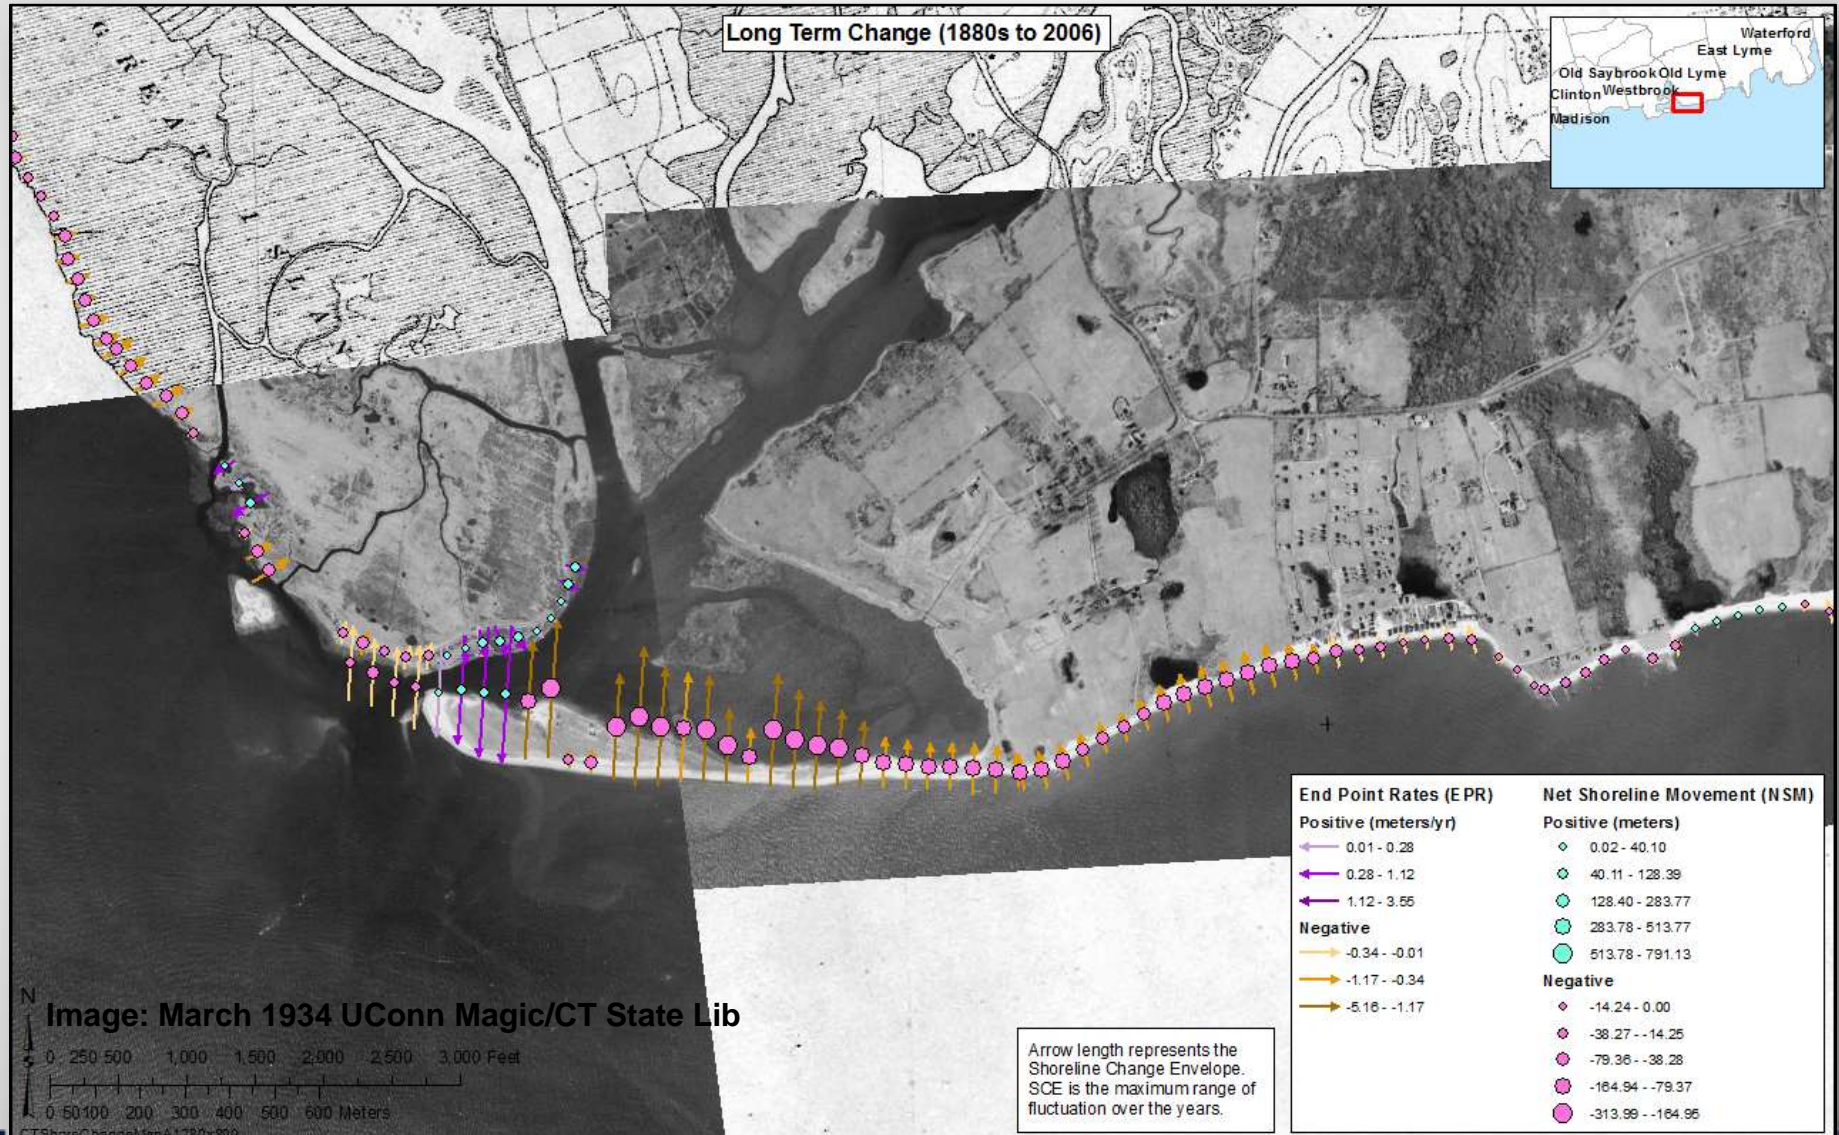 Long Term Change (1880s to 2006)
Waterford
East Lyme
Old Saybrook Old Lyme
Clinton Westbrook
Madison
GREAT
ISLAN
End Point Rates (EPR)
Positive (meters/yr)
0.01 - 0.28
0.28 - 1.12
1.12 - 3.55
Negative
-0.34 - -0.01
-1.17 - -0.34
-5.16 - -1.17
Net Shoreline Movement (NSM)
Positive (meters)
0.02 - 40.10
40.11 - 128.39
128.40 - 283.77
283.78 - 513.77
513.78 - 791.13
Negative
-14.24 - 0.00
-38.27 - -14.25
-79.36 - -38.28
-164.94 - -79.37
-313.99 - -164.95
Arrow length represents the
Shoreline Change Envelope.
SCE is the maximum range of
fluctuation over the years.
N
S
Image: March 1934 UConn Magic/CT State Lib
0 250 500 1,000 1,500 2,000 2,500 3,000 Feet
0 50 100 200 300 400 500 600 Meters